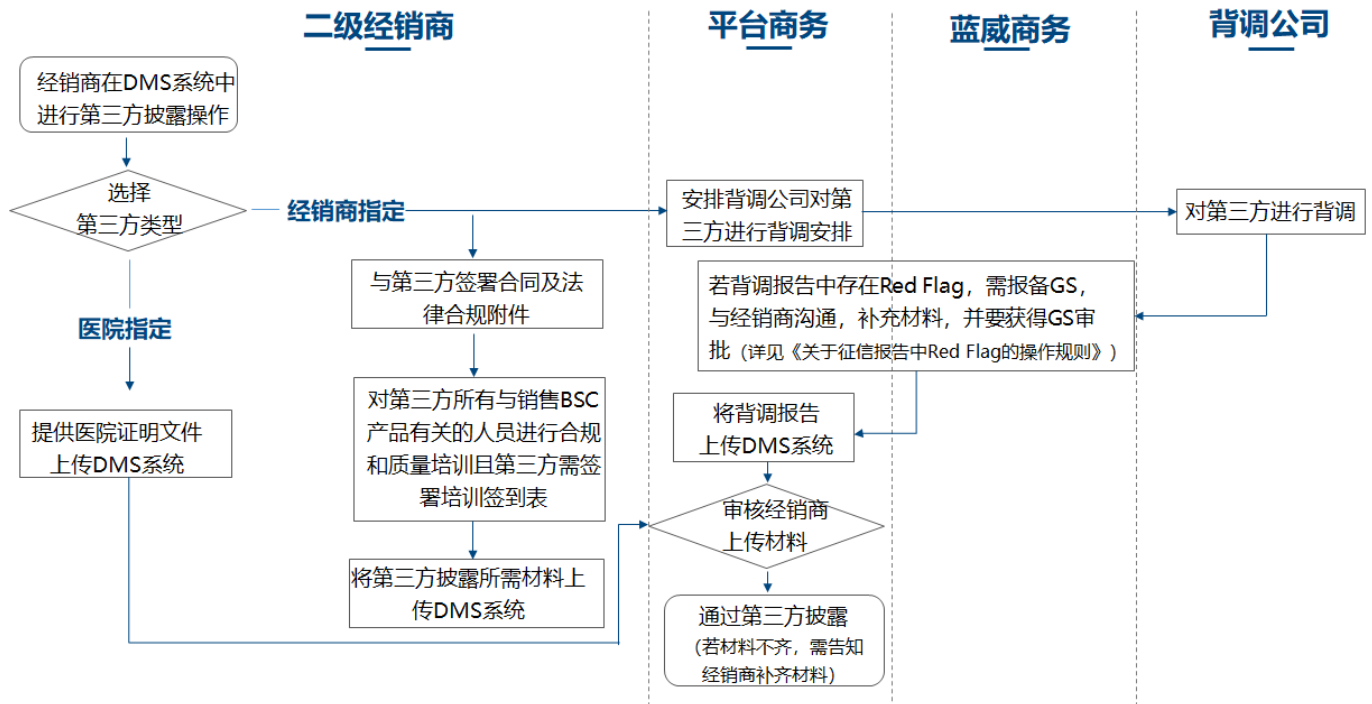 二级经销商
平台商务
蓝威商务
背调公司
经销商在DMS系统中
进行第三方披露操作
选择
第三方类型
经销商指定
安排背调公司对第
三方进行背调安排
对第三方进行背调
与第三方签署合同及法
律合规附件
若背调报告中存在Red Flag，需报备GS，
与经销商沟通，补充材料，并要获得GS审
批（详见《关于征信报告中Red Flag的操作规则》）
医院指定
对第三方所有与销售BSC
产品有关的人员进行合规
和质量培训且第三方需签
署培训签到表
将背调报告
上传DMS系统
提供医院证明文件
上传DMS系统
审核经销商
上传材料
将第三方披露所需材料上
传DMS系统
通过第三方披露
（若材料不齐，需告知
经销商补齐材料）